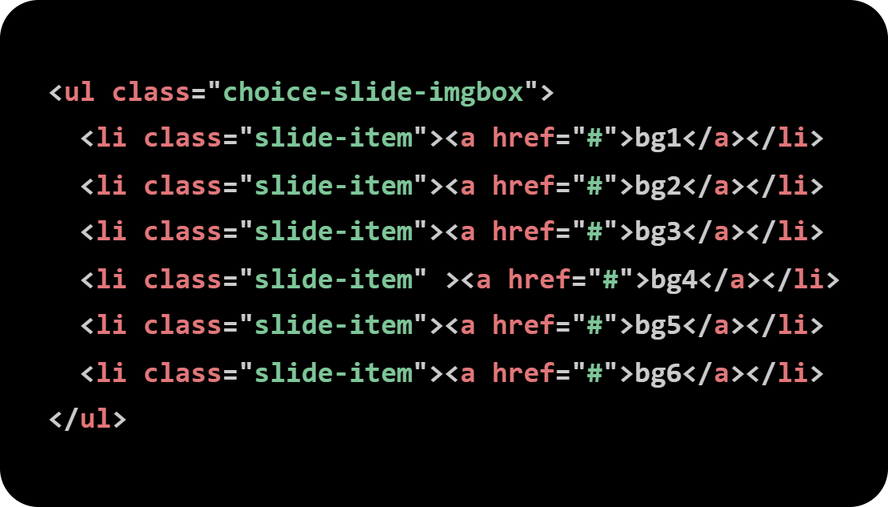 <ul class="choice-slide-imgbox">
  <li class="slide-item"><a href="#">bg1</a></li>
  <li class="slide-item"><a href="#">bg2</a></li>
  <li class="slide-item"><a href="#">bg3</a></li>
  <li class="slide-item" ><a href="#">bg4</a></li>
  <li class="slide-item"><a href="#">bg5</a></li>
  <li class="slide-item"><a href="#">bg6</a></li>
</ul>